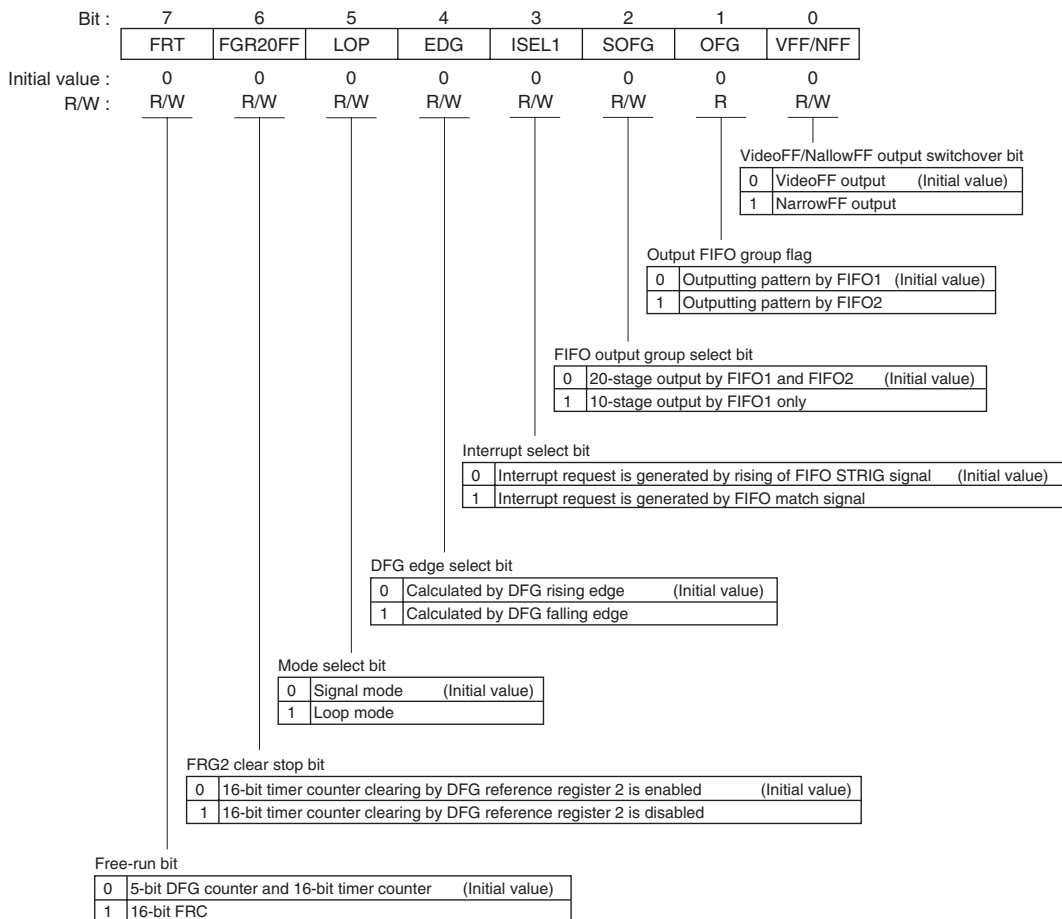 Bit : 7 6 5 4 3 2 1 0
FRT FGR20FF LOP EDG ISEL1 SOFG OFG VFF/NFF
Initial value : 0 0 0 0 0 0 0 0
R/W : R/W R/W R/W R/W R/W R/W R R/W
VideoFF/NallowFF output switchover bit
0 VideoFF output (Initial value)
1 NarrowFF output
Output FIFO group flag
0 Outputting pattern by FIFO1 (Initial value)
1 Outputting pattern by FIFO2
FIFO output group select bit
0 20-stage output by FIFO1 and FIFO2 (Initial value)
1 10-stage output by FIFO1 only
Interrupt select bit
0 Interrupt request is generated by rising of FIFO STRIG signal (Initial value)
1 Interrupt request is generated by FIFO match signal
DFG edge select bit
0 Calculated by DFG rising edge (Initial value)
1 Calculated by DFG falling edge
Mode select bit
0 Signal mode (Initial value)
1 Loop mode
FRG2 clear stop bit
0 16-bit timer counter clearing by DFG reference register 2 is enabled (Initial value)
1 16-bit timer counter clearing by DFG reference register 2 is disabled
Free-run bit
0 5-bit DFG counter and 16-bit timer counter (Initial value)
1 16-bit FRC